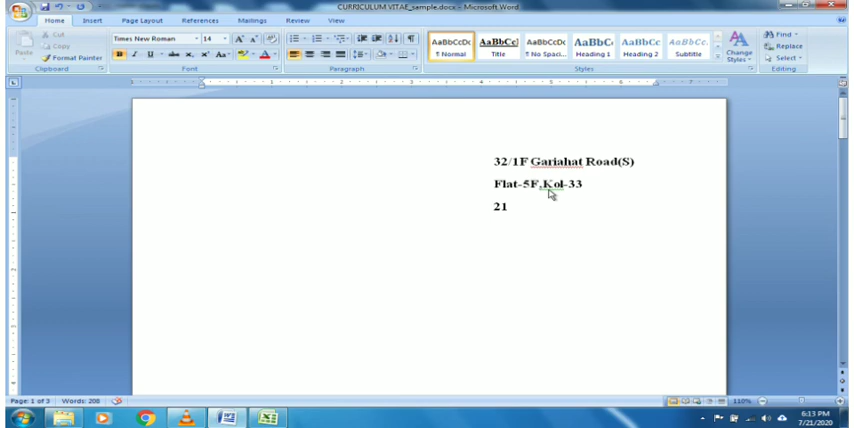 CURRICULUM VITAE_sample.docx - Microsoft Word
Home Insert Page Layout References Mailings Review View
Cut
Copy
Paste
Format Painter
Clipboard
Times New Roman 14
Font
Paragraph
AaBbCcDc AaBbCc AaBbCcDc AaBbC AaBbCc AaBbCc
¶ Normal Title ¶ No Spaci... Heading 1 Heading 2 Subtitle
Change Styles
Styles
Find
Replace
Select
Editing
32/1F Gariahat Road(S)
Flat-5F,Kol-33
21
Page: 1 of 3 Words: 208 110%
6:13 PM
7/21/2020